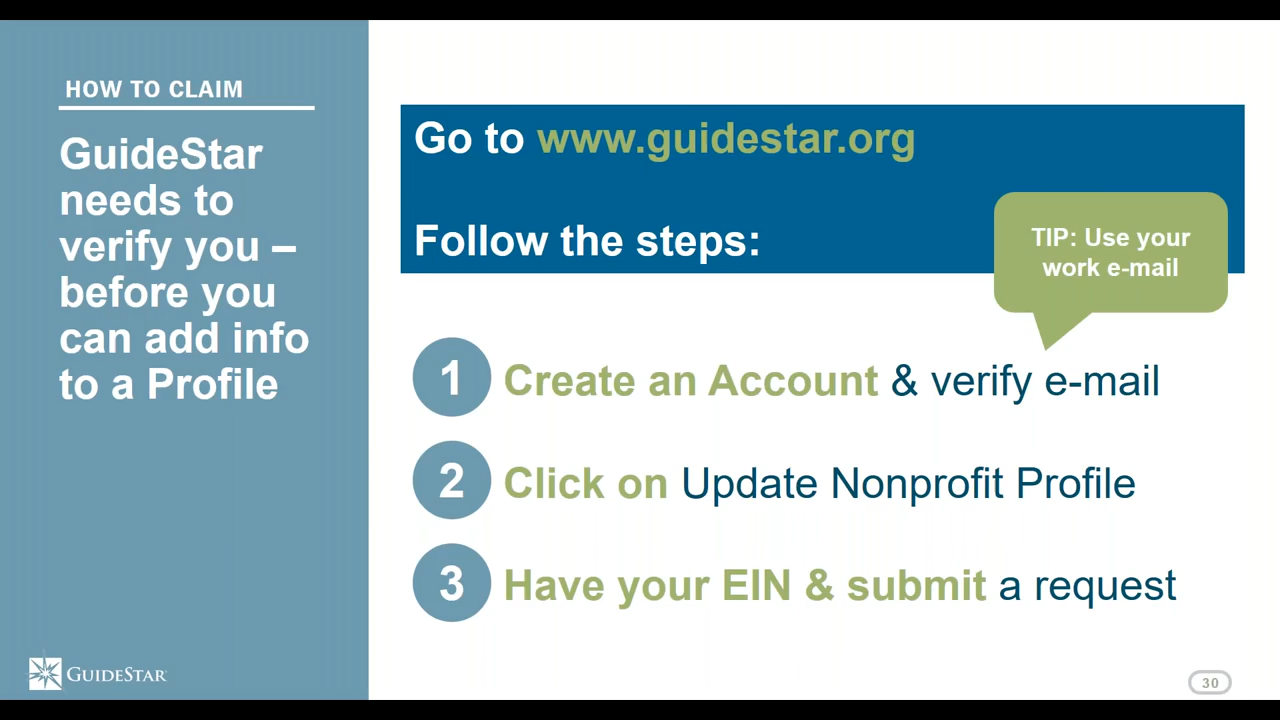 HOW TO CLAIM
GuideStar
needs to
verify you –
before you
can add info
to a Profile
Go to www.guidestar.org
Follow the steps:
TIP: Use your
work e-mail
1 Create an Account & verify e-mail
2 Click on Update Nonprofit Profile
3 Have your EIN & submit a request
GUIDESTAR
30